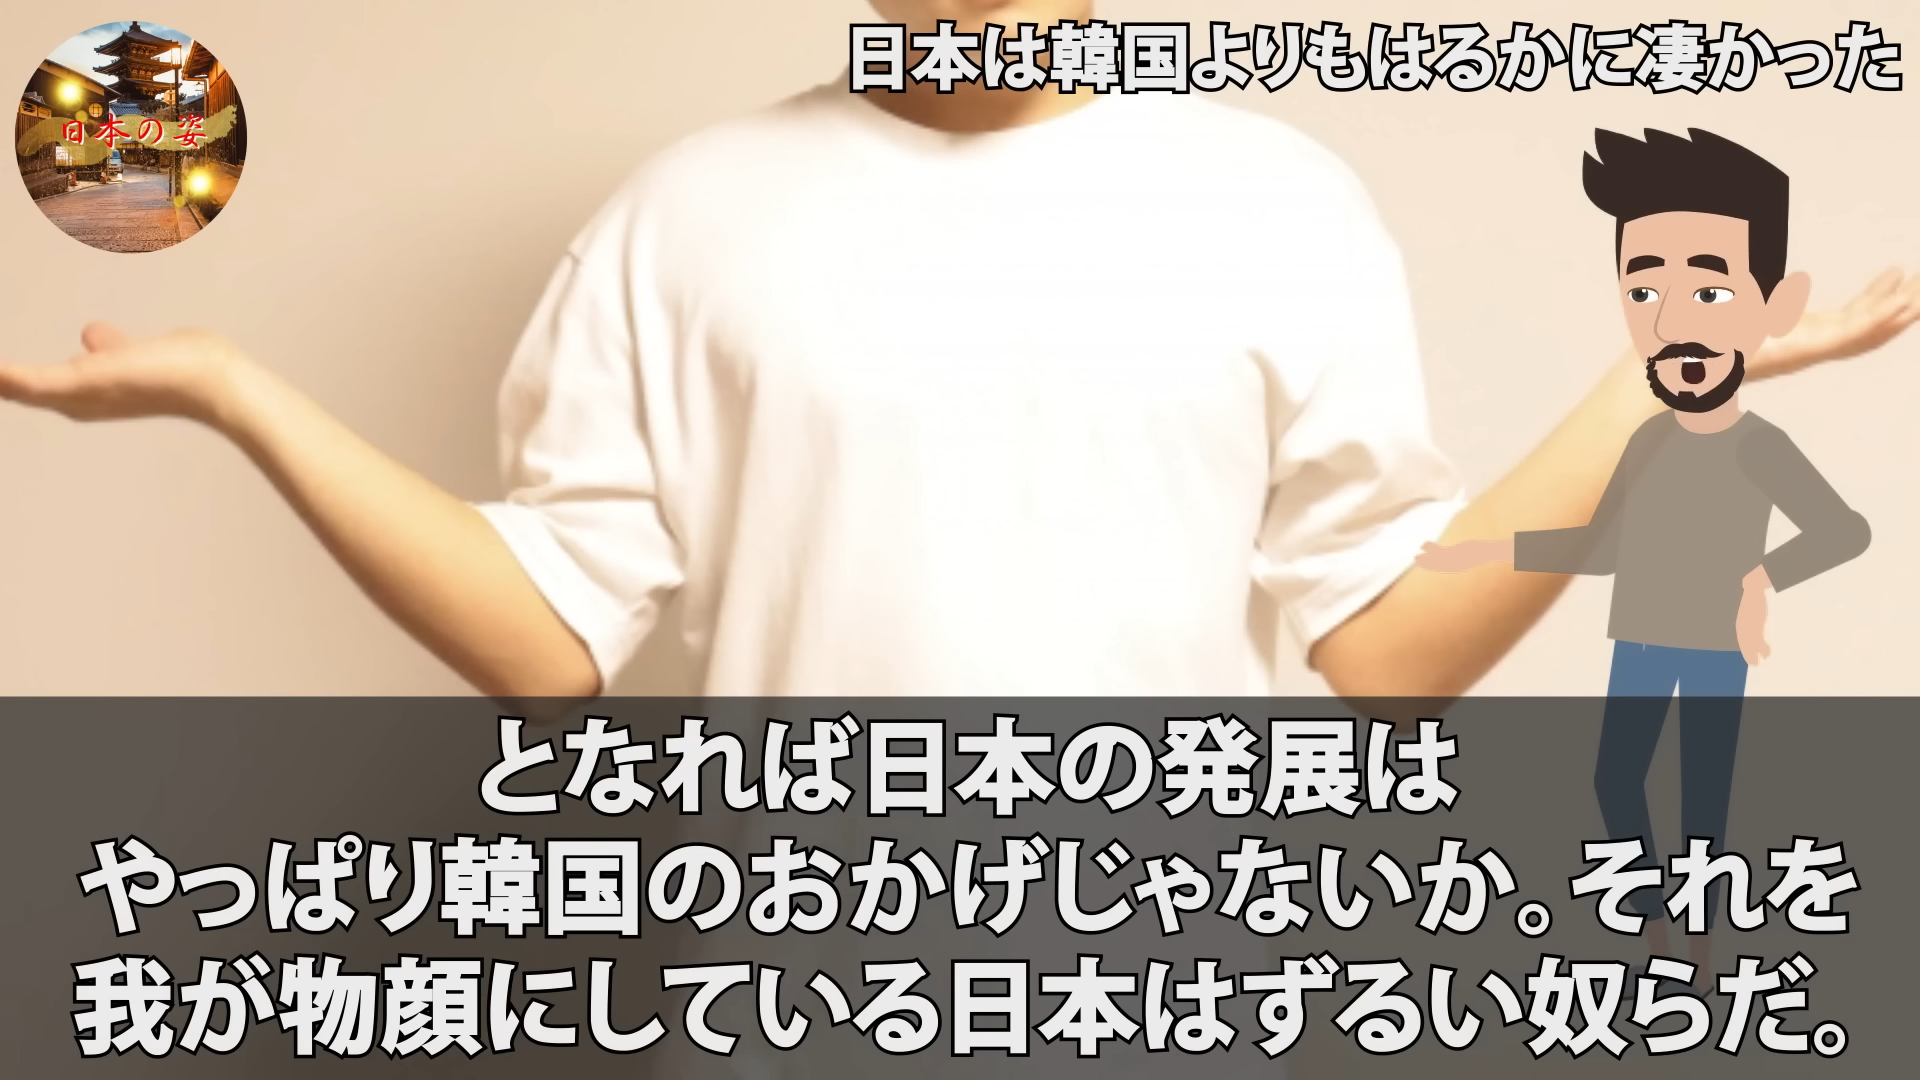 日本は韓国よりもはるかに凄かった
日本の姿
となれば日本の発展は
やっぱり韓国のおかげじゃないか。それを
我が物顔にしている日本はずるい奴らだ。